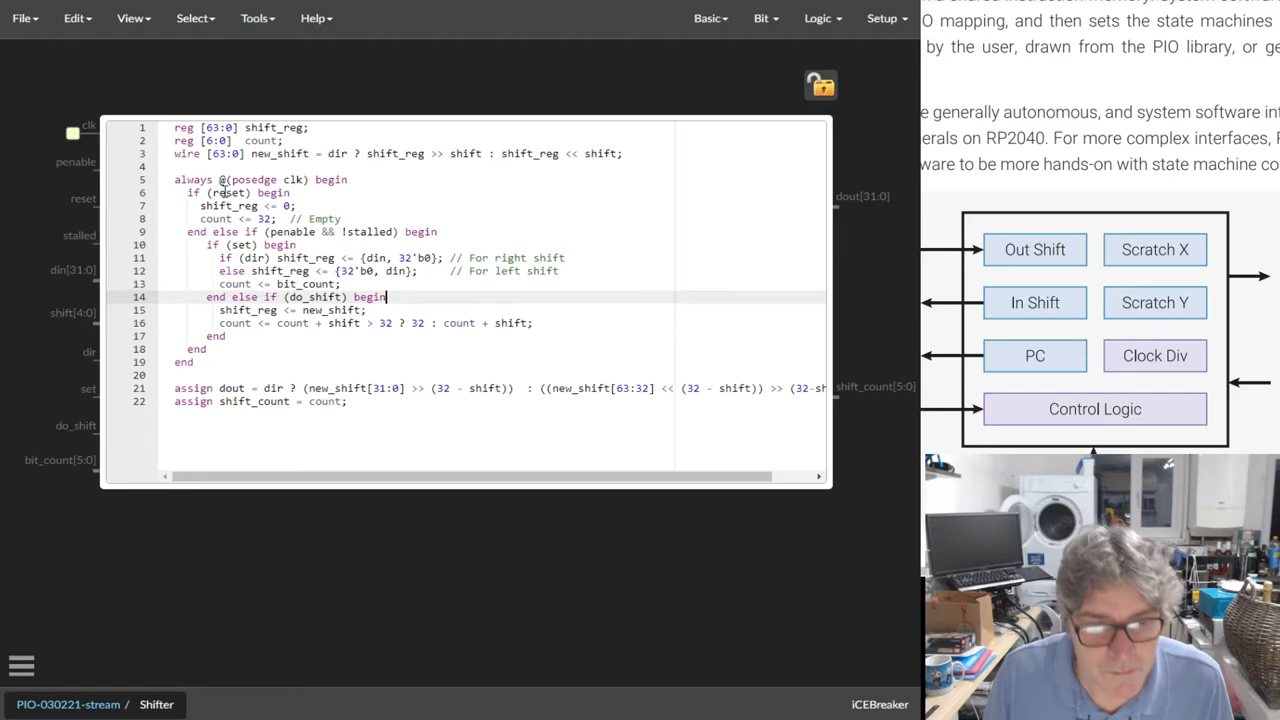 File
Edit
View
Select
Tools
Help
Basic
Bit
Logic
Setup
clk
penable
reset
stalled
din[31:0]
shift[4:0]
dir
set
do_shift
bit_count[5:0]
1 reg [63:0] shift_reg;
2 reg [6:0]  count;
3 wire [63:0] new_shift = dir ? shift_reg >> shift : shift_reg << shift;
4
5 always @(posedge clk) begin
6 if (reset) begin
7 shift_reg <= 0;
8 count <= 32;  // Empty
9 end else if (penable && !stalled) begin
10 if (set) begin
11 if (dir) shift_reg <= {din, 32'b0}; // For right shift
12 else shift_reg <= {32'b0, din};     // For left shift
13 count <= bit_count;
14 end else if (do_shift) begin
15 shift_reg <= new_shift;
16 count <= count + shift > 32 ? 32 : count + shift;
17 end
18 end
19 end
20
21 assign dout = dir ? (new_shift[31:0] >> (32 - shift))  : ((new_shift[63:32] << (32 - shift)) >> (32-sh
22 assign shift_count = count;
dout[31:0]
shift_count[5:0]
PIO-030221-stream / Shifter
iCEBreaker
O mapping, and then sets the state machines
by the user, drawn from the PIO library, or ge
e generally autonomous, and system software int
erals on RP2040. For more complex interfaces, P
ware to be more hands-on with state machine co
Out Shift
Scratch X
In Shift
Scratch Y
PC
Clock Div
Control Logic